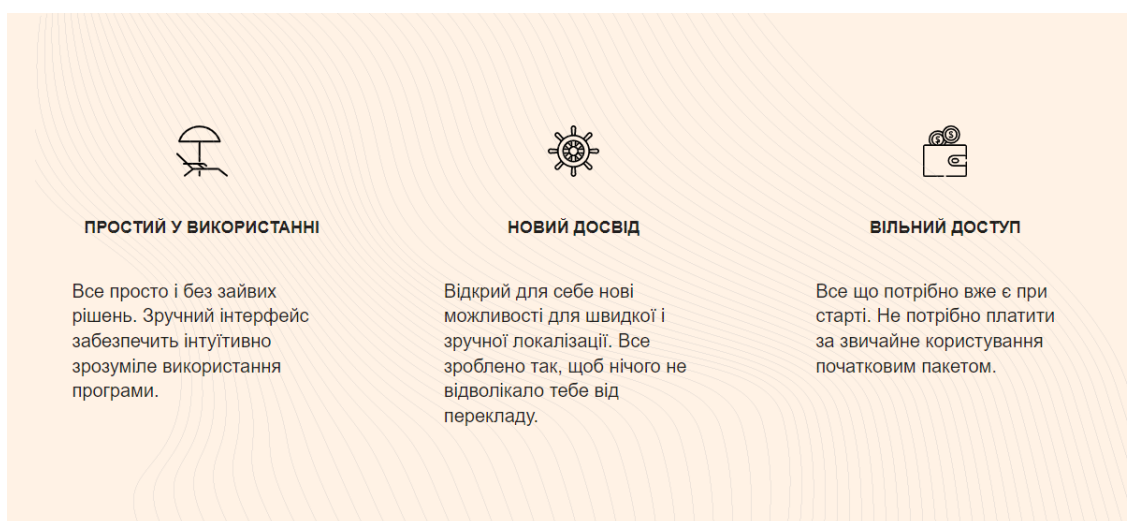 ПРОСТИЙ У ВИКОРИСТАННІ
Все просто і без зайвих
рішень. Зручний інтерфейс
забезпечить інтуїтивно
зрозуміле використання
програми.
НОВИЙ ДОСВІД
Відкрий для себе нові
можливості для швидкої і
зручної локалізації. Все
зроблено так, щоб нічого не
відволікало тебе від
перекладу.
ВІЛЬНИЙ ДОСТУП
Все що потрібно вже є при
старті. Не потрібно платити
за звичайне користування
початковим пакетом.